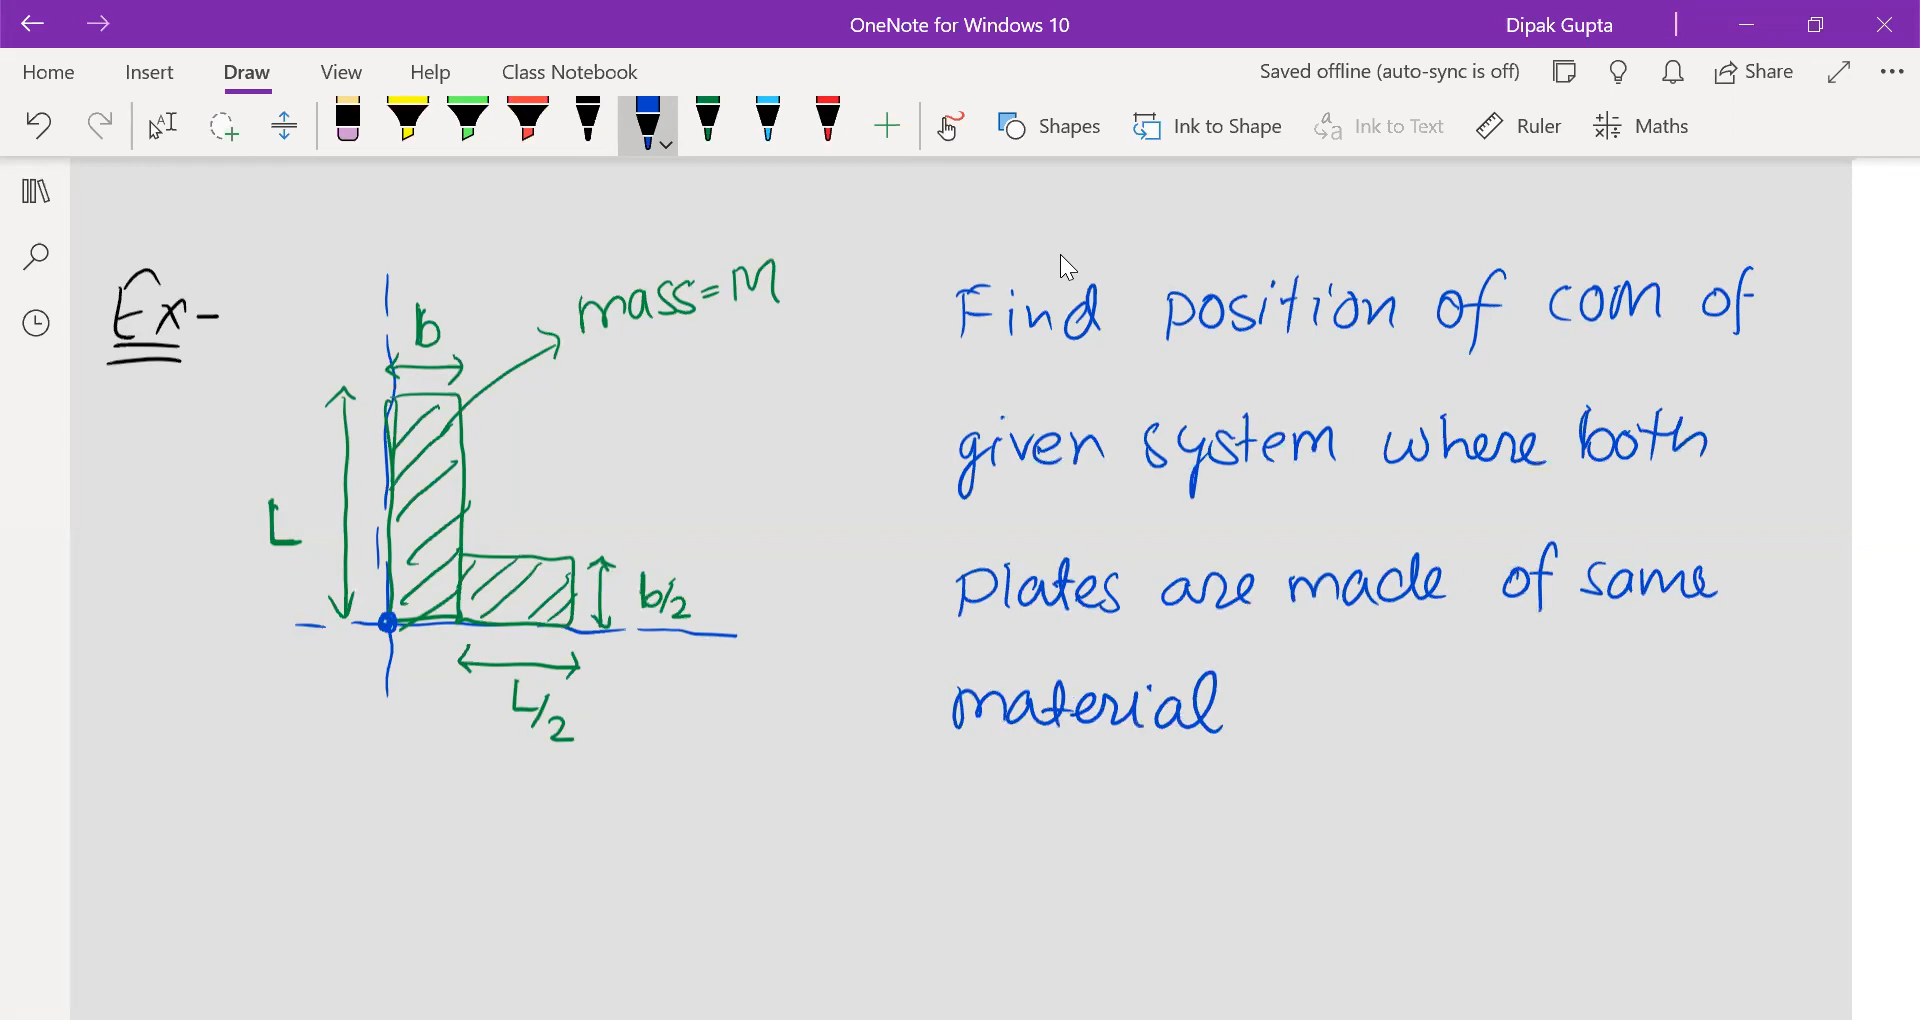 OneNote for Windows 10
Dipak Gupta
Home Insert Draw View Help Class Notebook
Saved offline (auto-sync is off) Share
Shapes Ink to Shape Ink to Text Ruler Maths
Ex-
mass=M
b
L
b/2
L/2
Find position of COM of
given system where both
Plates are made of same
material